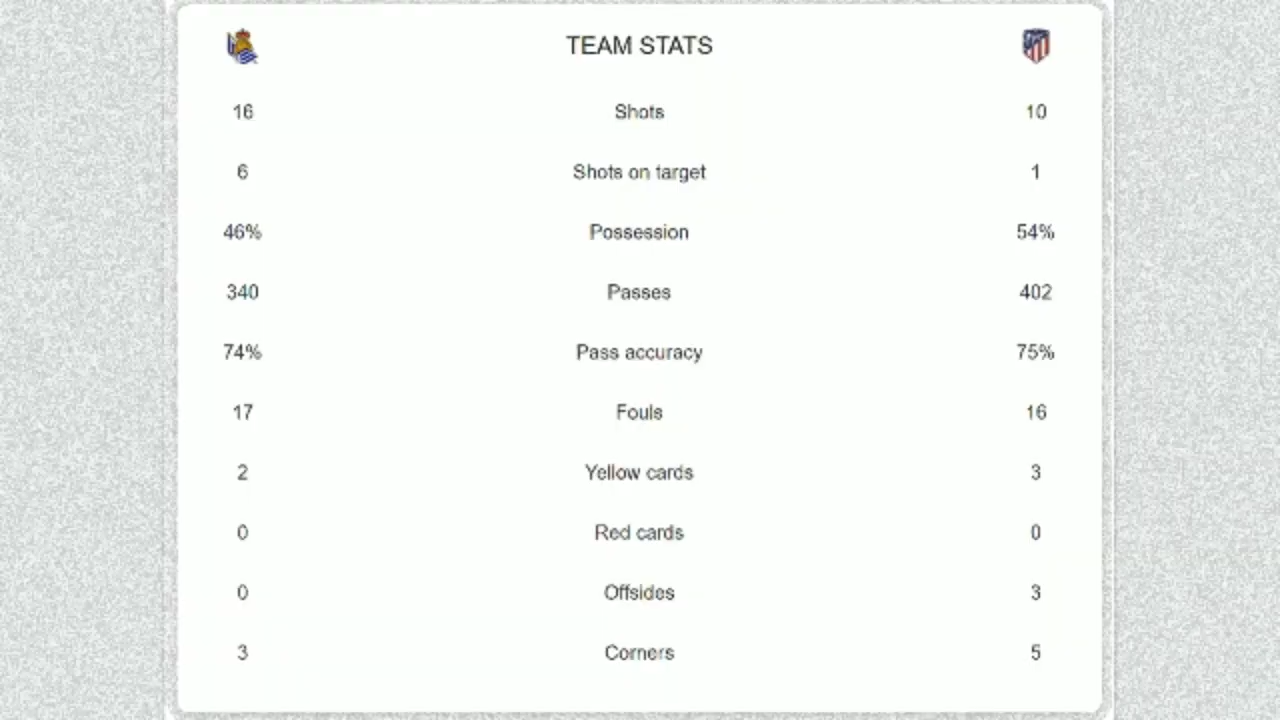 TEAM STATS
16 Shots 10
6 Shots on target 1
46% Possession 54%
340 Passes 402
74% Pass accuracy 75%
17 Fouls 16
2 Yellow cards 3
0 Red cards 0
0 Offsides 3
3 Corners 5